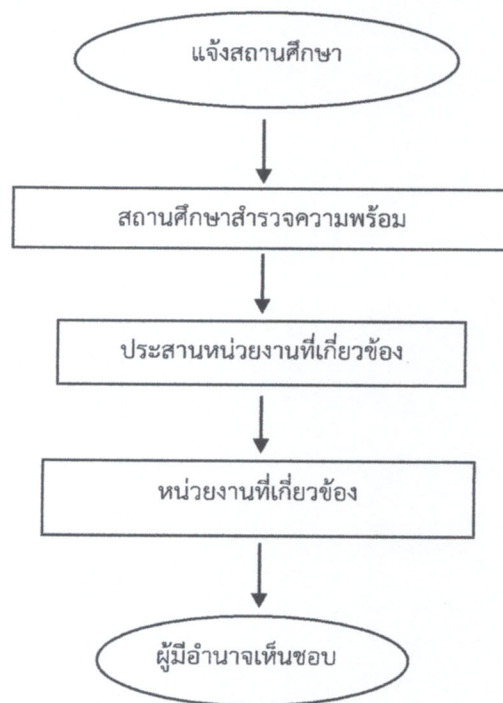 แจ้งสถานศึกษา
สถานศึกษาสำรวจความพร้อม
ประสานหน่วยงานที่เกี่ยวข้อง
หน่วยงานที่เกี่ยวข้อง
ผู้มีอำนาจเห็นชอบ